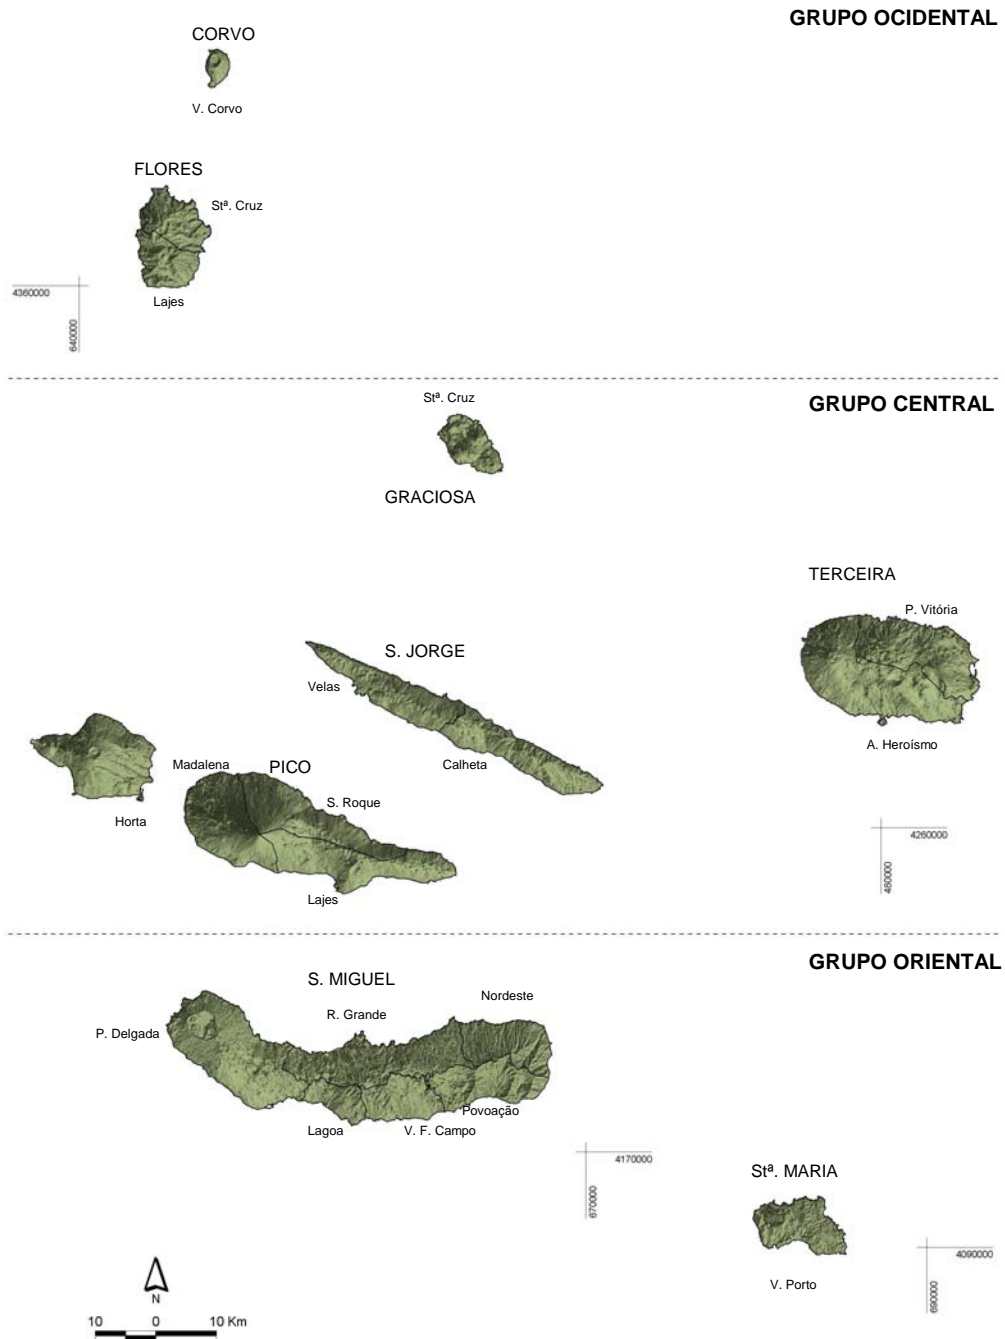 GRUPO OCIDENTAL
CORVO
V. Corvo
FLORES
Stª. Cruz
4360000
640000
Lajes
Stª. Cruz
GRUPO CENTRAL
GRACIOSA
TERCEIRA
P. Vitória
S. JORGE
Velas
A. Heroísmo
Madalena
PICO
Calheta
S. Roque
Horta
4260000
480000
Lajes
GRUPO ORIENTAL
S. MIGUEL
Nordeste
R. Grande
P. Delgada
Povoação
Lagoa
V. F. Campo
4170000
670000
Stª. MARIA
4090000
690000
V. Porto
N
10 0 10 Km